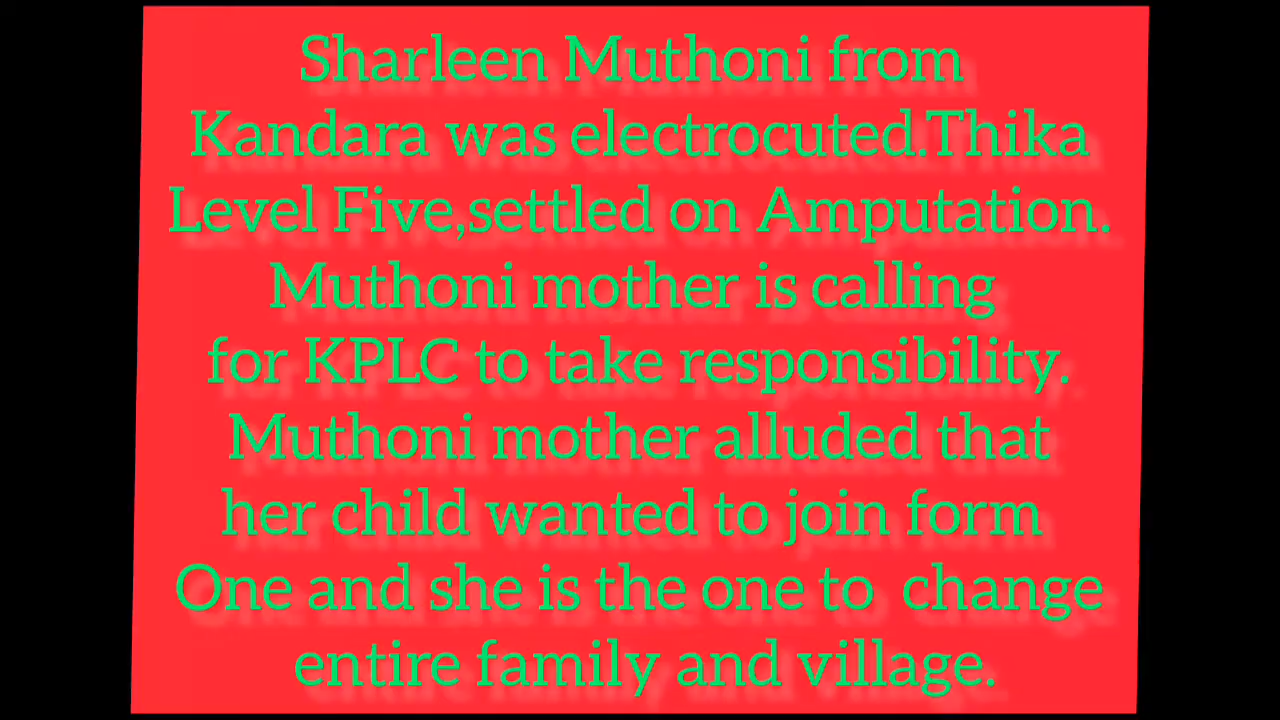 Sharleen Muthoni from
Kandara was electrocuted.Thika
Level Five,settled on Amputation.
Muthoni mother is calling
for KPLC to take responsibility.
Muthoni mother alluded that
her child wanted to join form
One and she is the one to  change
entire family and village.